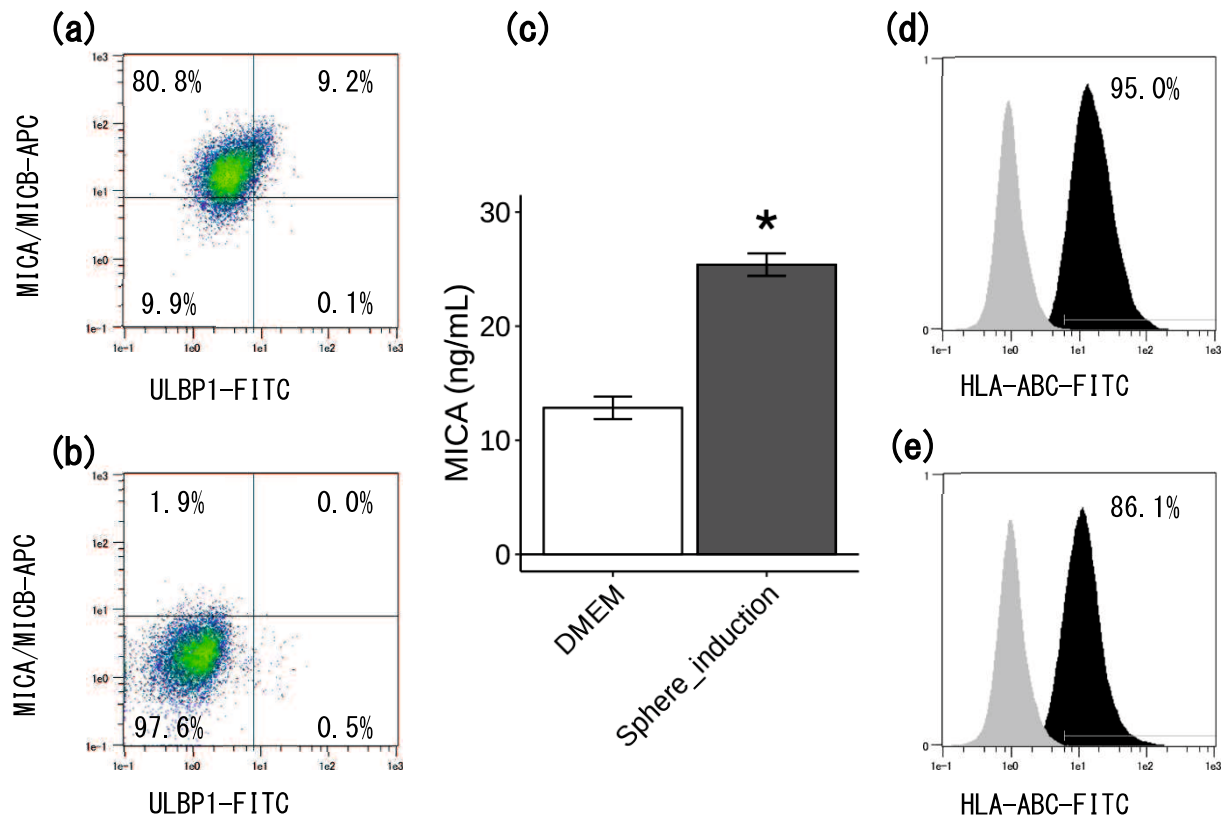 (a)
1e3
1e2
1e1
1e0
1e-1
80.8%
9.2%
9.9%
0.1%
1e-1
1e0
1e1
1e2
1e3
MICA/MICB-APC
ULBP1-FITC
(b)
1e3
1e2
1e1
1e0
1e-1
1.9%
0.0%
97.6%
0.5%
1e-1
1e0
1e1
1e2
1e3
MICA/MICB-APC
ULBP1-FITC
(c)
MICA (ng/mL)
30
20
10
0
*
DMEM
Sphere_induction
(d)
1
0
95.0%
1e-1
1e0
1e1
1e2
1e3
HLA-ABC-FITC
(e)
1
0
86.1%
1e-1
1e0
1e1
1e2
1e3
HLA-ABC-FITC